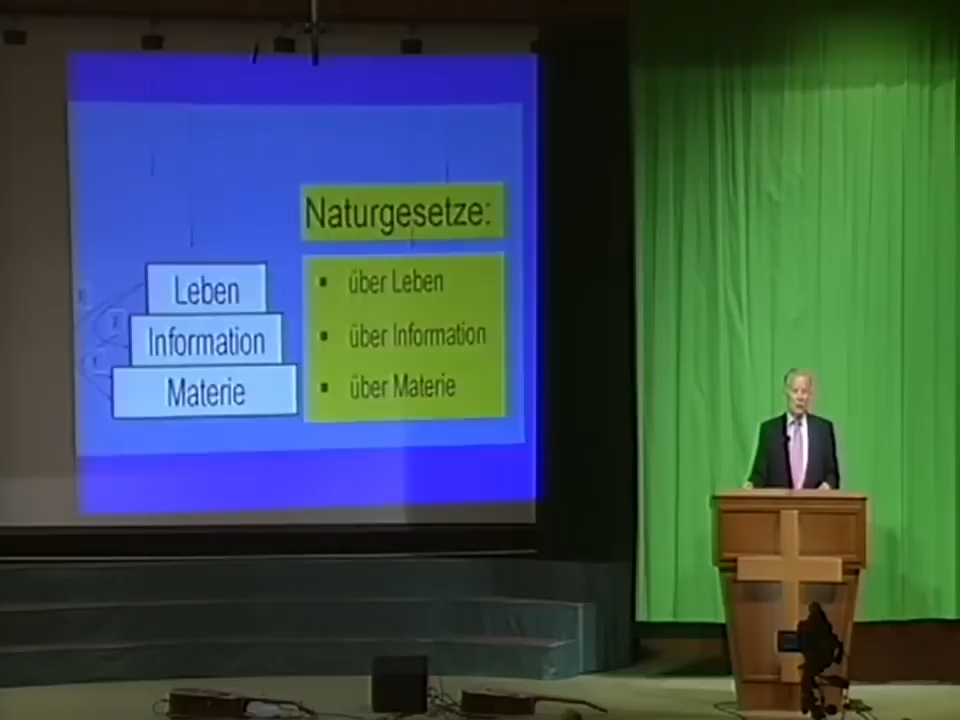 Naturgesetze:
Leben
Information
Materie
▪ über Leben
▪ über Information
▪ über Materie